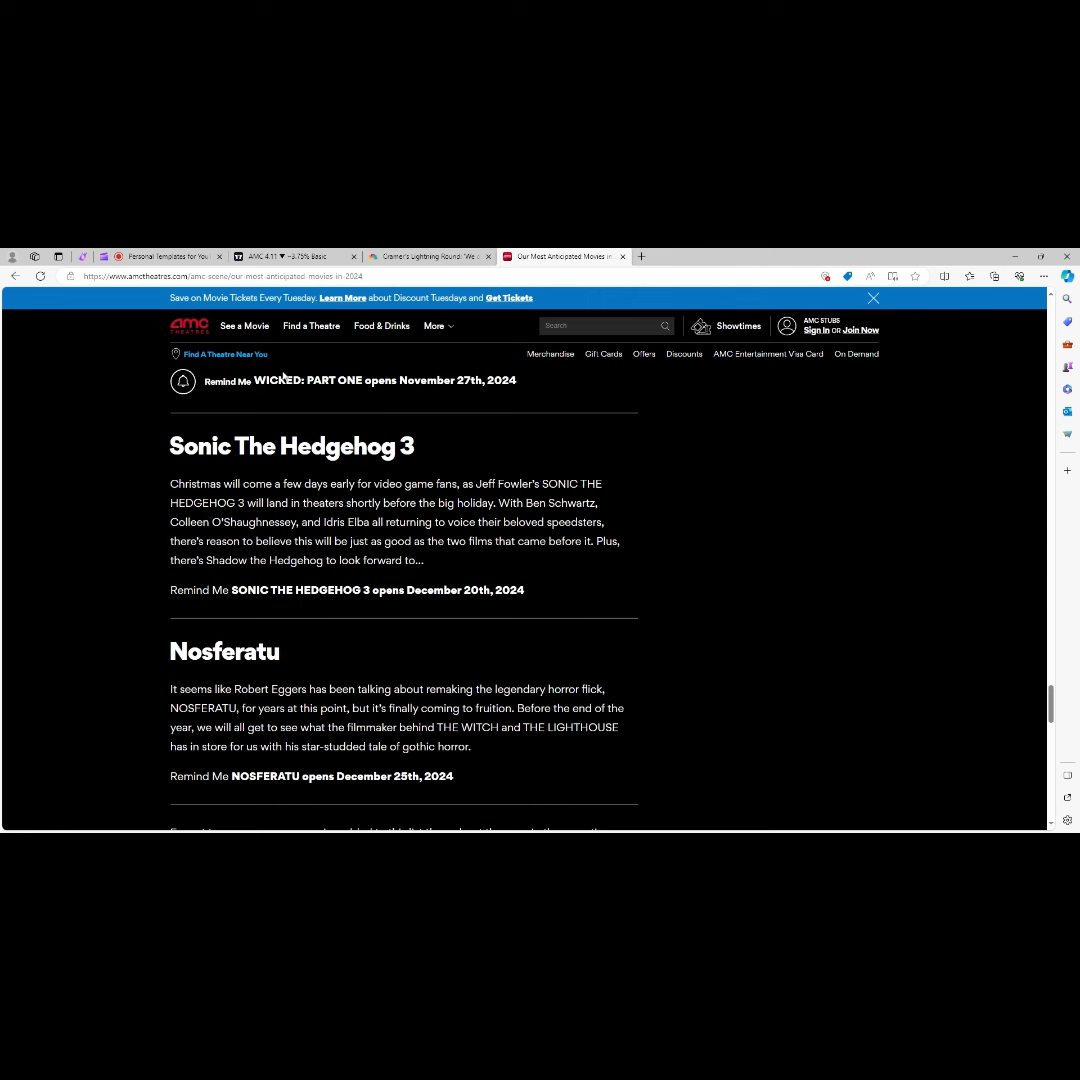 Personal Templates for You
AMC 4.11 ▼ −3.75% Basic
Cramer's Lightning Round: 'We
Our Most Anticipated Movies in
https://www.amctheatres.com/amc-scene/our-most-anticipated-movies-in-2024
Save on Movie Tickets Every Tuesday. Learn More about Discount Tuesdays and Get Tickets
amc THEATRES
See a Movie
Find a Theatre
Food & Drinks
More
Search
Showtimes
AMC STUBS
Sign In OR Join Now
Find A Theatre Near You
Merchandise
Gift Cards
Offers
Discounts
AMC Entertainment Visa Card
On Demand
Remind Me WICKED: PART ONE opens November 27th, 2024
Sonic The Hedgehog 3
Christmas will come a few days early for video game fans, as Jeff Fowler's SONIC THE
HEDGEHOG 3 will land in theaters shortly before the big holiday. With Ben Schwartz,
Colleen O'Shaughnessey, and Idris Elba all returning to voice their beloved speedsters,
there's reason to believe this will be just as good as the two films that came before it. Plus,
there's Shadow the Hedgehog to look forward to...
Remind Me SONIC THE HEDGEHOG 3 opens December 20th, 2024
Nosferatu
It seems like Robert Eggers has been talking about remaking the legendary horror flick,
NOSFERATU, for years at this point, but it's finally coming to fruition. Before the end of the
year, we will all get to see what the filmmaker behind THE WITCH and THE LIGHTHOUSE
has in store for us with his star-studded tale of gothic horror.
Remind Me NOSFERATU opens December 25th, 2024